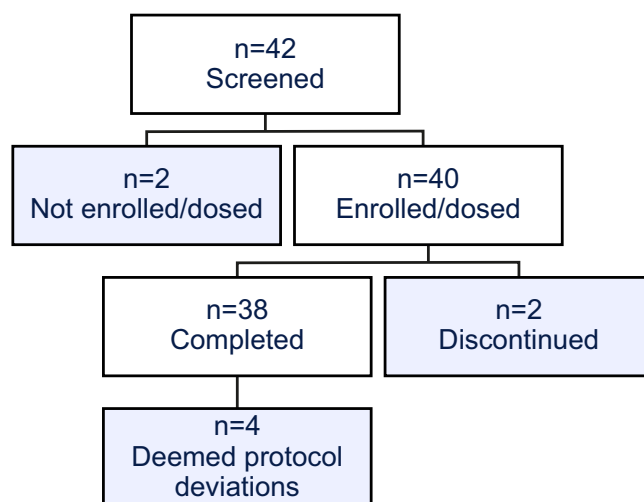 n=42
Screened
n=2
Not enrolled/dosed
n=40
Enrolled/dosed
n=38
Completed
n=2
Discontinued
n=4
Deemed protocol
deviations